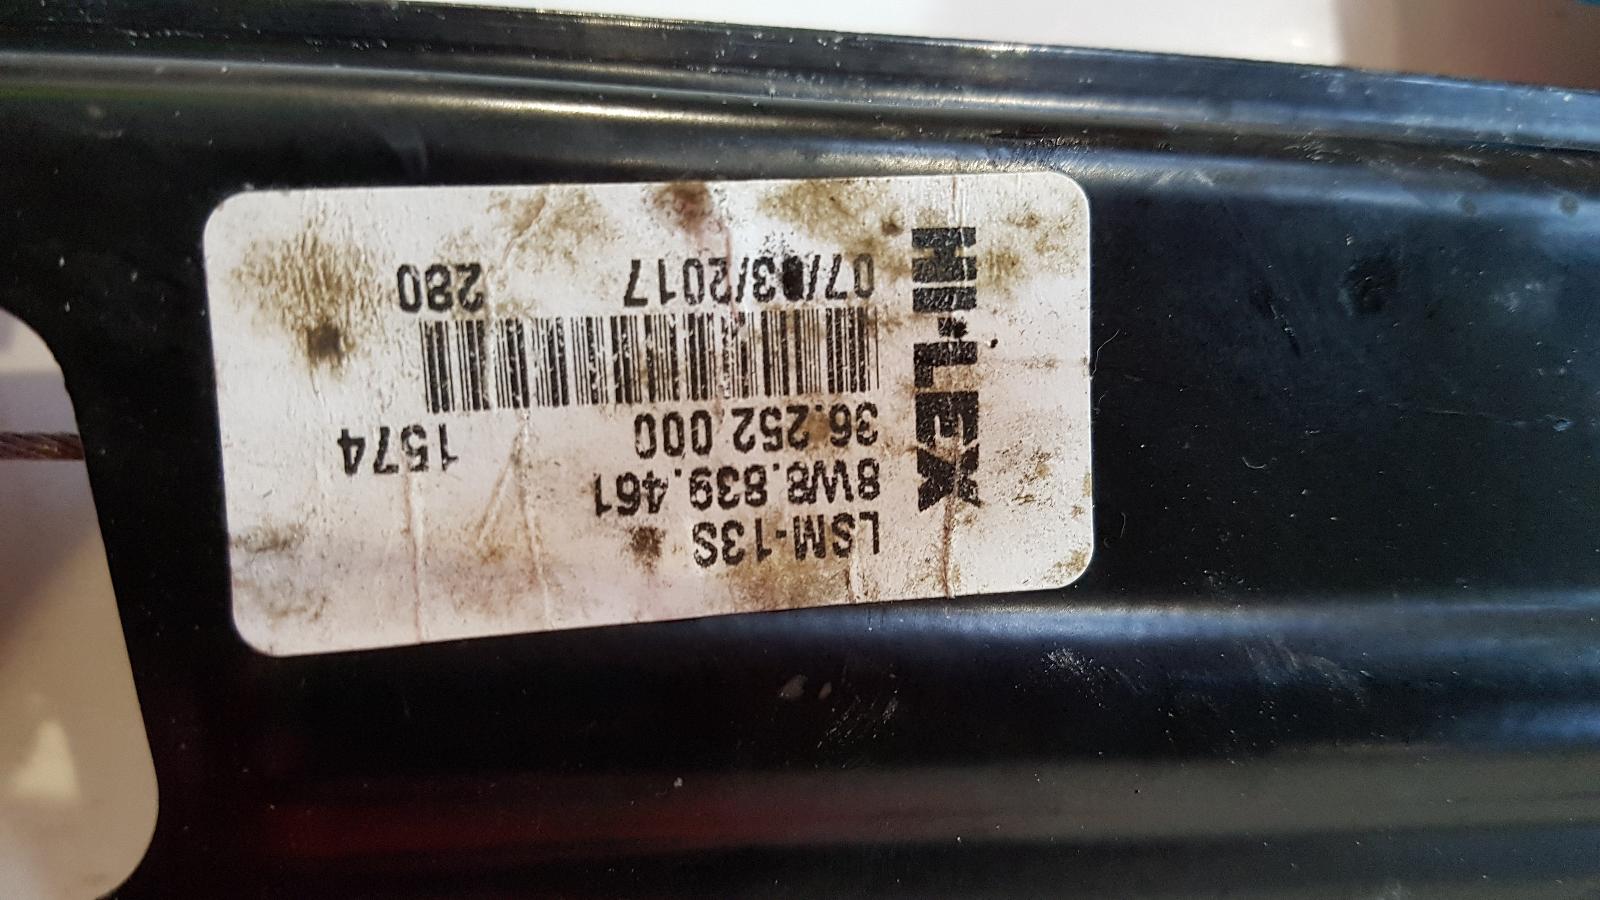 HI-LEX
LSM-13S
8W8.839.461
36.252.000 1574
07/03/2017 280